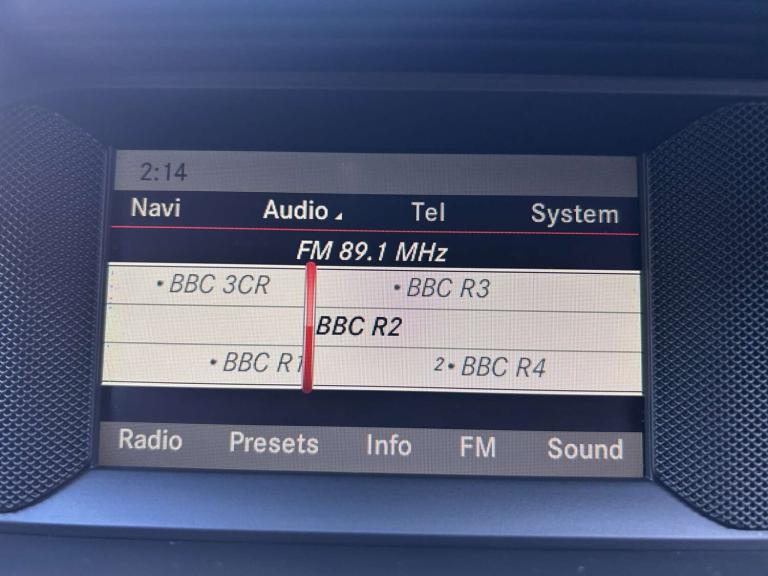 2:14
Navi Audio Tel System
FM 89.1 MHz
• BBC 3CR • BBC R3
BBC R2
• BBC R1 2• BBC R4
Radio Presets Info FM Sound